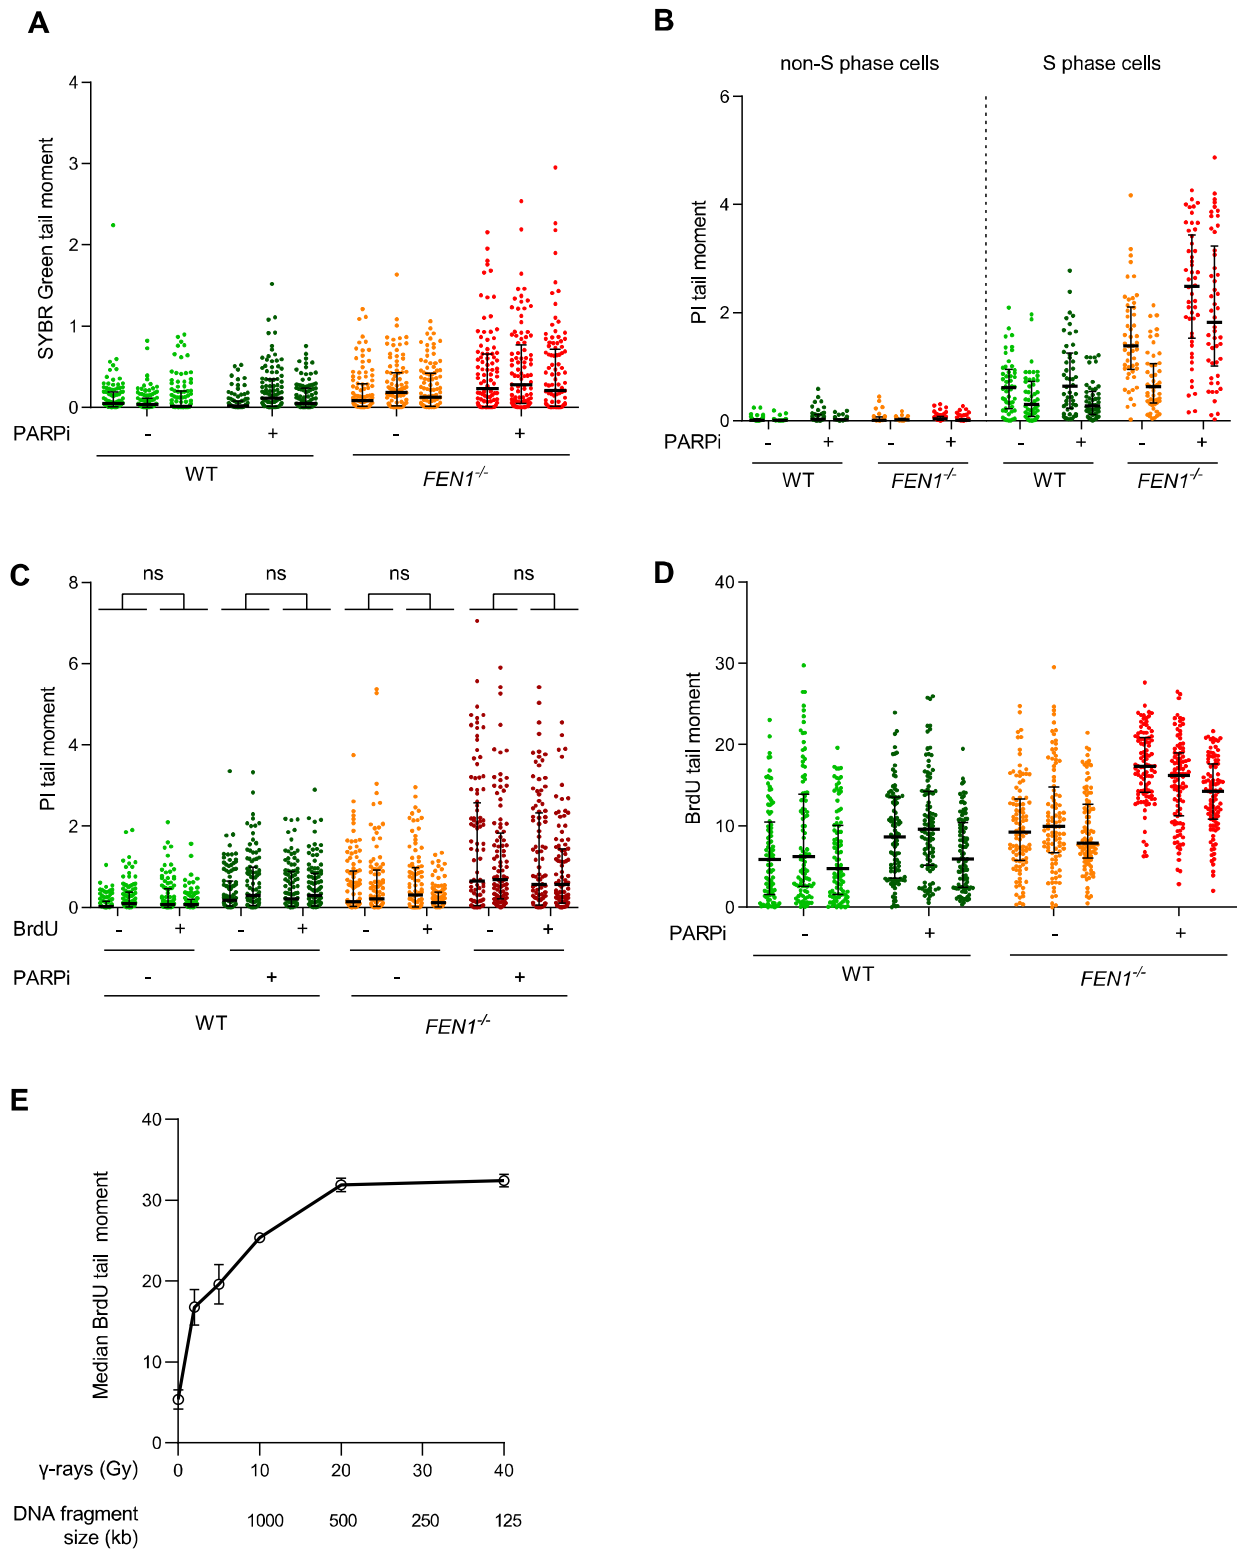 A
SYBR Green tail moment
4
3
2
1
0
PARPi
-
+
-
+
WT
FEN1-/-
B
non-S phase cells
S phase cells
PI tail moment
6
4
2
0
PARPi
-
+
-
+
-
+
-
+
WT
FEN1-/-
WT
FEN1-/-
C
ns
ns
ns
ns
PI tail moment
8
6
4
2
0
BrdU
-
+
-
+
-
+
-
+
PARPi
-
+
-
+
WT
FEN1-/-
D
BrdU tail moment
40
30
20
10
0
PARPi
-
+
-
+
WT
FEN1-/-
E
Median BrdU tail moment
40
30
20
10
0
γ-rays (Gy)
0
10
20
30
40
DNA fragment
size (kb)
1000
500
250
125